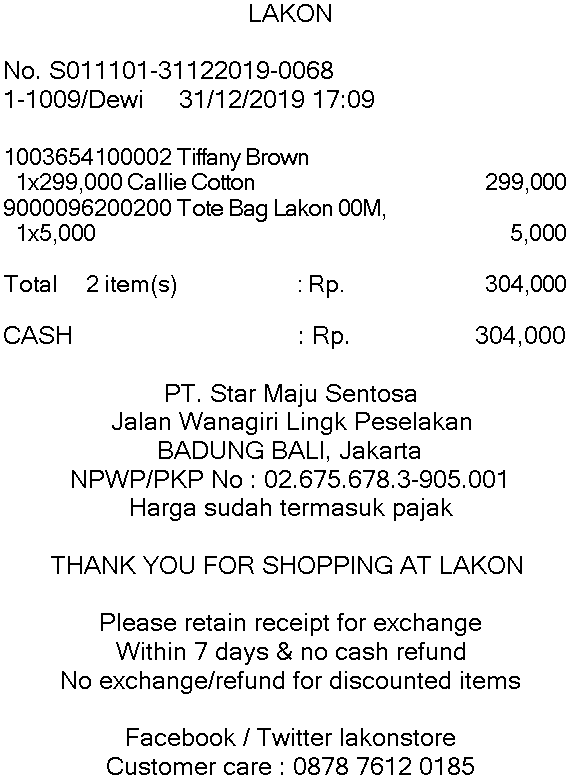 LAKON
No. S011101-31122019-0068
1-1009/Dewi 31/12/2019 17:09
1003654100002 Tiffany Brown
1x299,000 Callie Cotton 299,000
9000096200200 Tote Bag Lakon 00M,
1x5,000 5,000
Total 2 item(s) : Rp. 304,000
CASH : Rp. 304,000
PT. Star Maju Sentosa
Jalan Wanagiri Lingk Peselakan
BADUNG BALI, Jakarta
NPWP/PKP No : 02.675.678.3-905.001
Harga sudah termasuk pajak
THANK YOU FOR SHOPPING AT LAKON
Please retain receipt for exchange
Within 7 days & no cash refund
No exchange/refund for discounted items
Facebook / Twitter lakonstore
Customer care : 0878 7612 0185